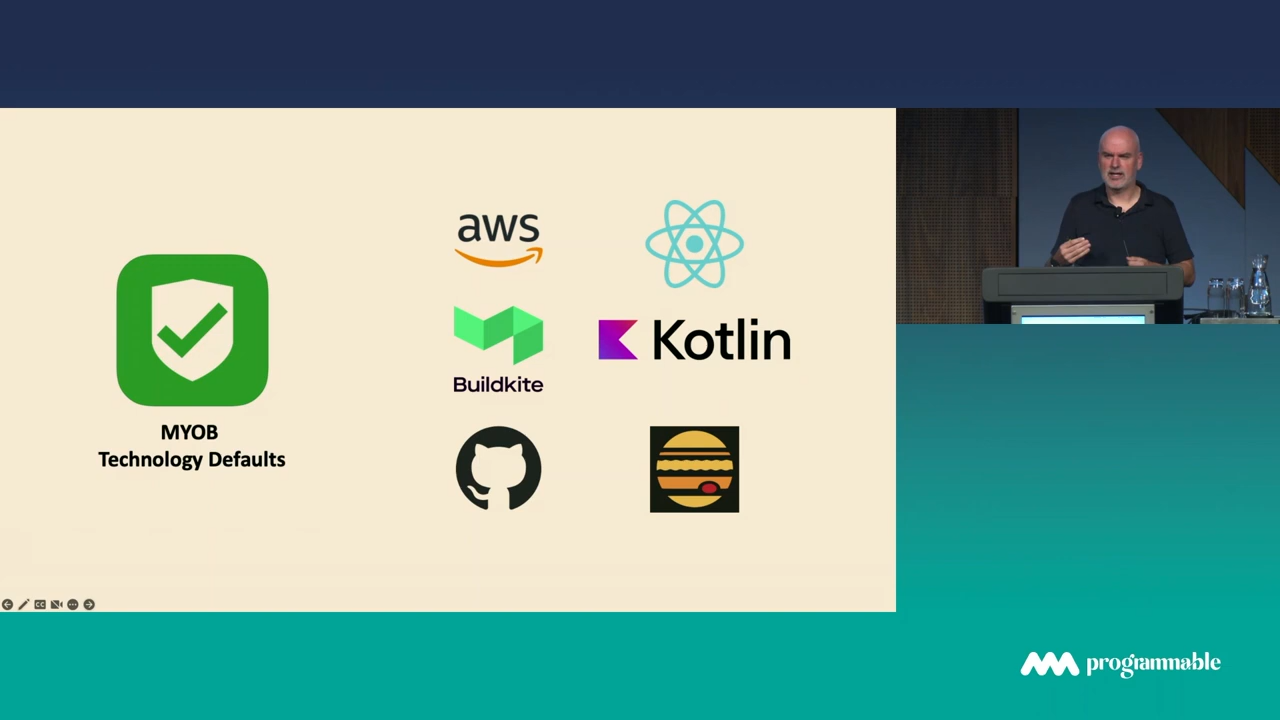 MYOB
Technology Defaults
aws
Buildkite
Kotlin
programmable